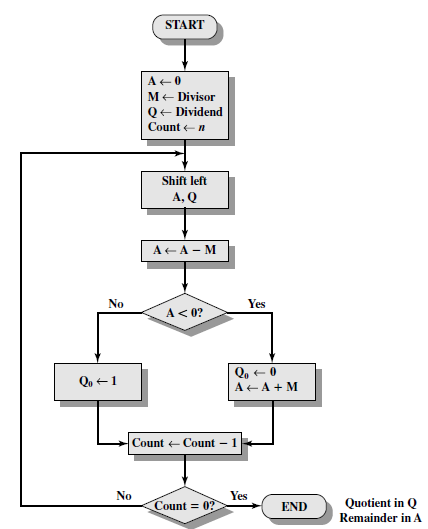 START
A ← 0
M ← Divisor
Q ← Dividend
Count ← n
Shift left
A, Q
A ← A − M
No
A < 0?
Yes
Q₀ ← 1
Q₀ ← 0
A ← A + M
Count ← Count − 1
No
Count = 0?
Yes
END
Quotient in Q
Remainder in A